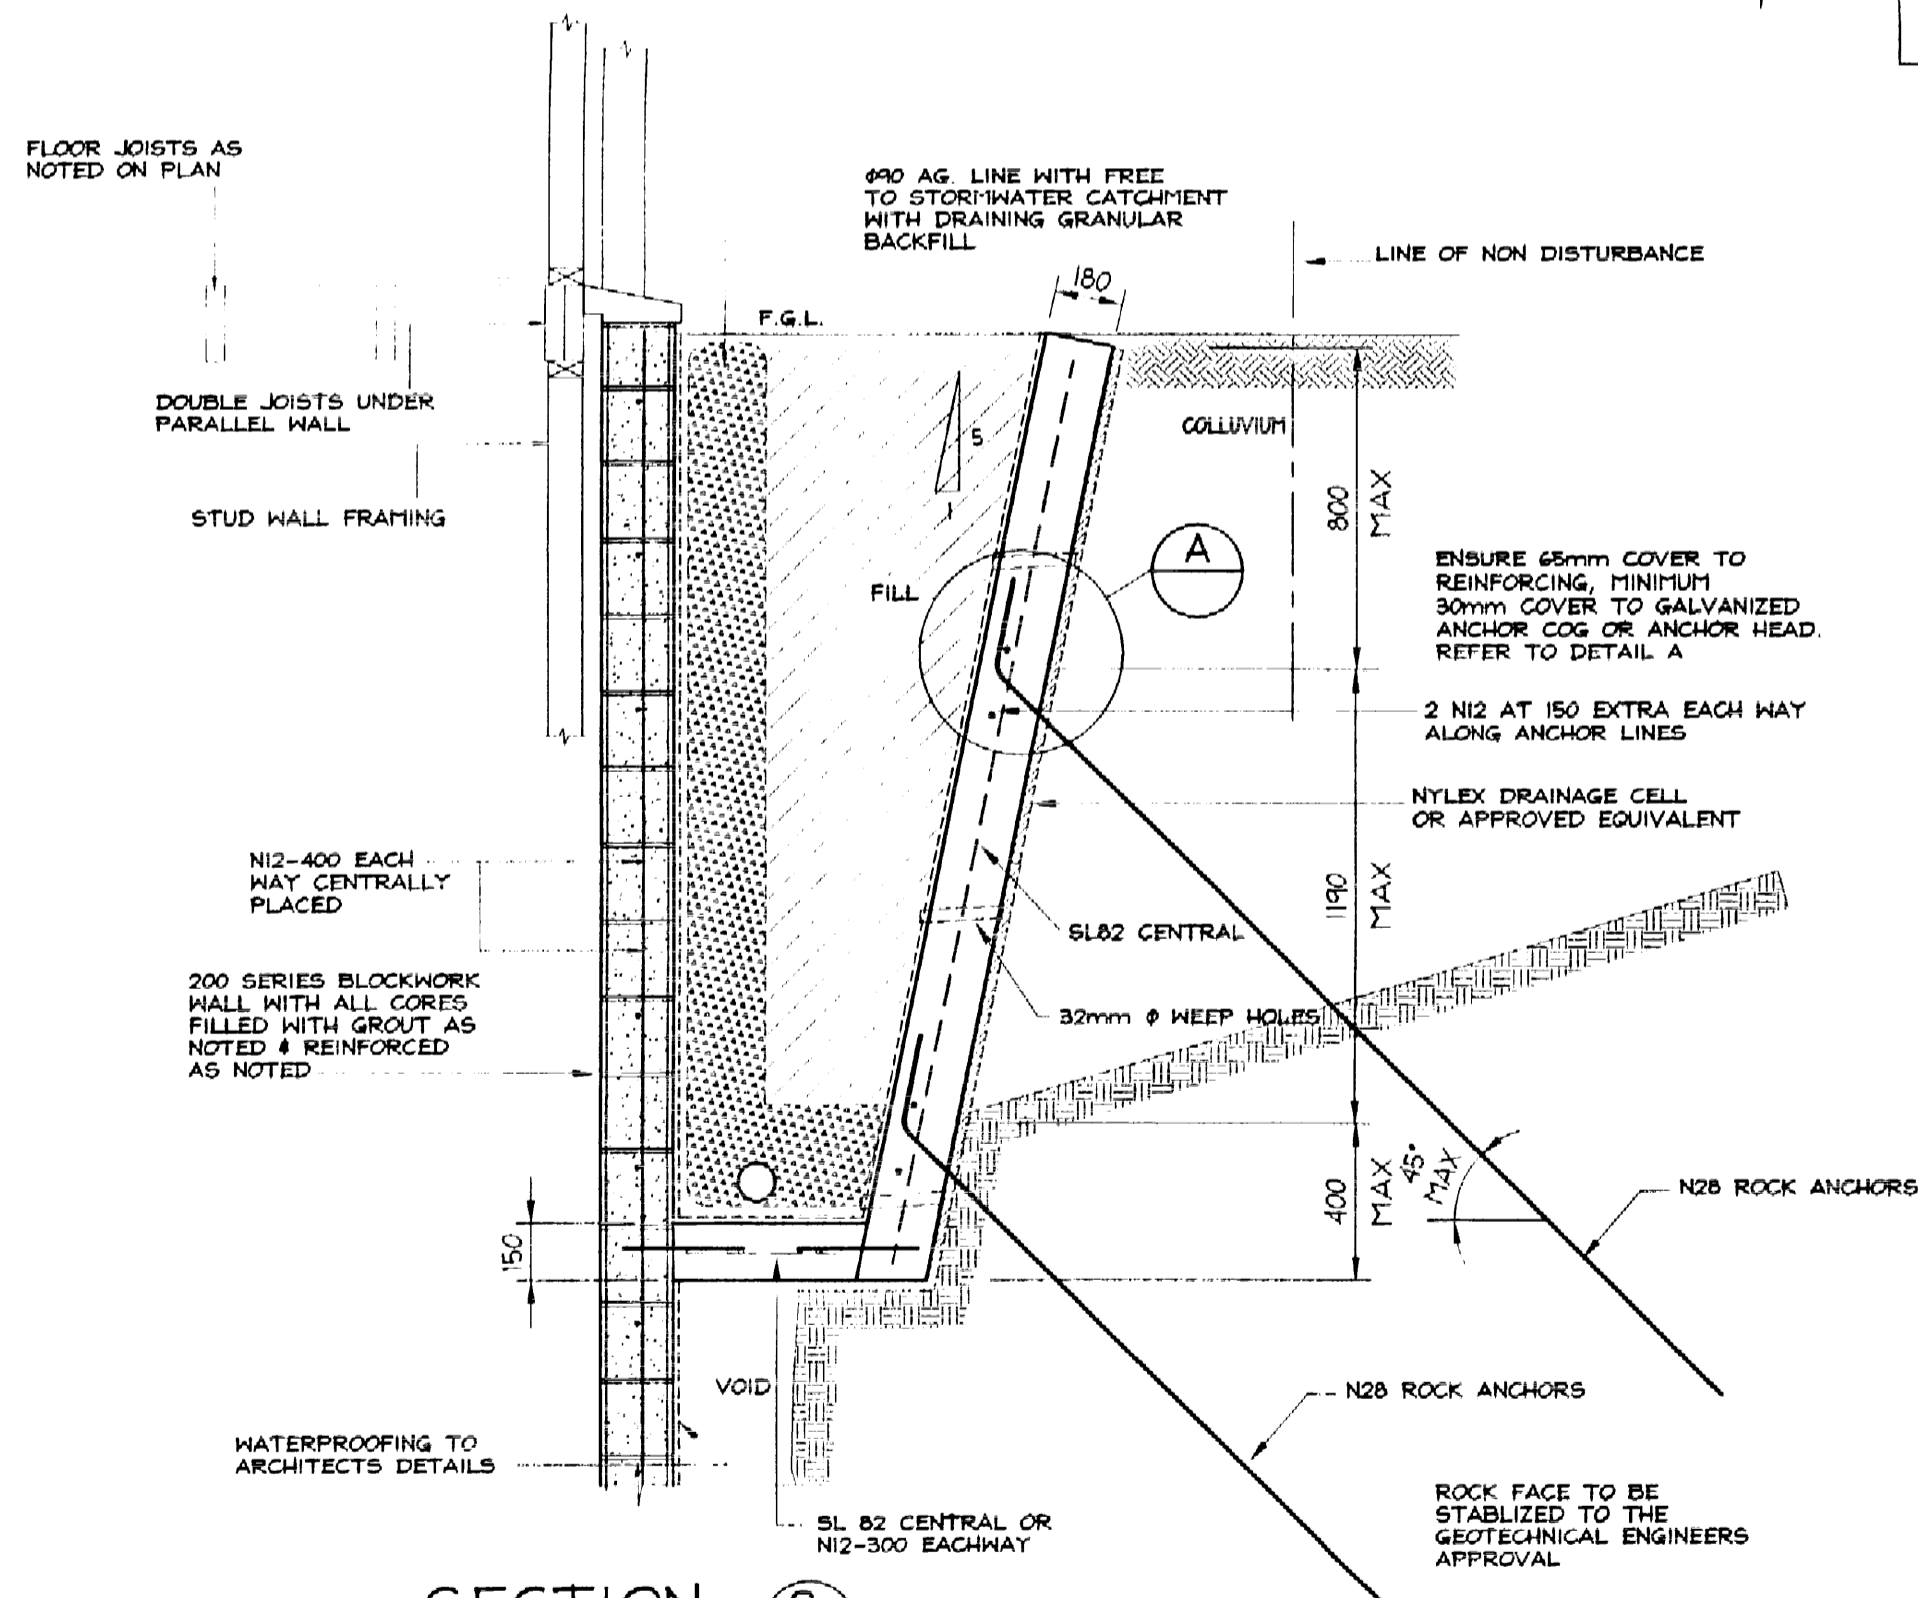 FLOOR JOISTS AS
NOTED ON PLAN
Φ90 AG. LINE WITH FREE
TO STORMWATER CATCHMENT
WITH DRAINING GRANULAR
BACKFILL
LINE OF NON DISTURBANCE
180
F.G.L.
DOUBLE JOISTS UNDER
PARALLEL WALL
5
1
COLLUVIUM
800
MAX
STUD WALL FRAMING
A
FILL
ENSURE 65mm COVER TO
REINFORCING, MINIMUM
30mm COVER TO GALVANIZED
ANCHOR COG OR ANCHOR HEAD.
REFER TO DETAIL A
2 N12 AT 150 EXTRA EACH WAY
ALONG ANCHOR LINES
NYLEX DRAINAGE CELL
OR APPROVED EQUIVALENT
N12-400 EACH
WAY CENTRALLY
PLACED
1190
MAX
SL82 CENTRAL
200 SERIES BLOCKWORK
WALL WITH ALL CORES
FILLED WITH GROUT AS
NOTED & REINFORCED
AS NOTED
32mm Φ WEEP HOLES
400
MAX
45°
MAX
N28 ROCK ANCHORS
150
VOID
N28 ROCK ANCHORS
WATERPROOFING TO
ARCHITECTS DETAILS
SL 82 CENTRAL OR
N12-300 EACHWAY
ROCK FACE TO BE
STABLIZED TO THE
GEOTECHNICAL ENGINEERS
APPROVAL
SECTION